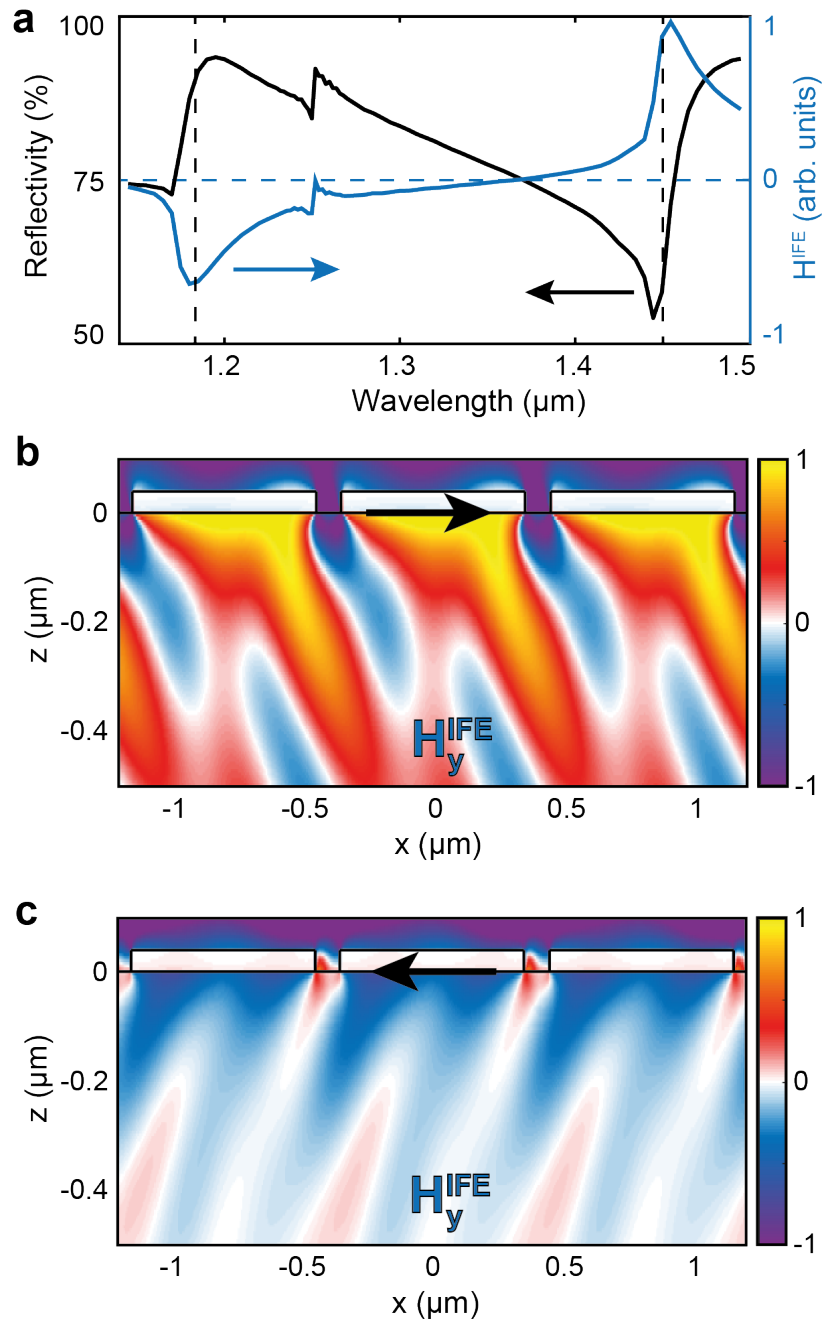 a
100
75
50
Reflectivity (%)
1
0
-1
H^IFE (arb. units)
1.2
1.3
1.4
1.5
Wavelength (µm)
b
0
-0.2
-0.4
z (µm)
H_y^IFE
1
0
-1
-1
-0.5
0
0.5
1
x (µm)
c
0
-0.2
-0.4
z (µm)
H_y^IFE
1
0
-1
-1
-0.5
0
0.5
1
x (µm)